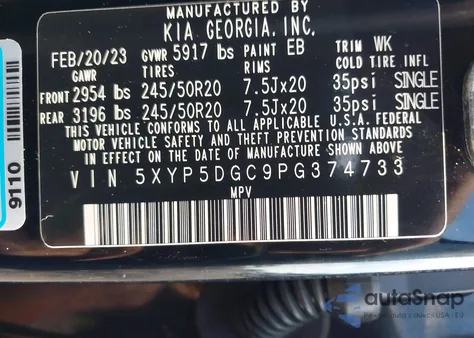 MANUFACTURED BY
KIA GEORGIA, INC.
FEB/20/23 GVWR 5917 lbs PAINT EB TRIM WK
GAWR TIRES RIMS COLD TIRE INFL
FRONT 2954 lbs 245/50R20 7.5Jx20 35psi SINGLE
REAR 3196 lbs 245/50R20 7.5Jx20 35psi SINGLE
THIS VEHICLE CONFORMS TO ALL APPLICABLE U.S.A. FEDERAL
MOTOR VEHICLE SAFETY AND THEFT PREVENTION STANDARDS
IN EFFECT ON THE DATE OF MANUFACTURE SHOWN ABOVE.
VIN 5XYP5DGC9PG374733
MPV
9110
autoSnap